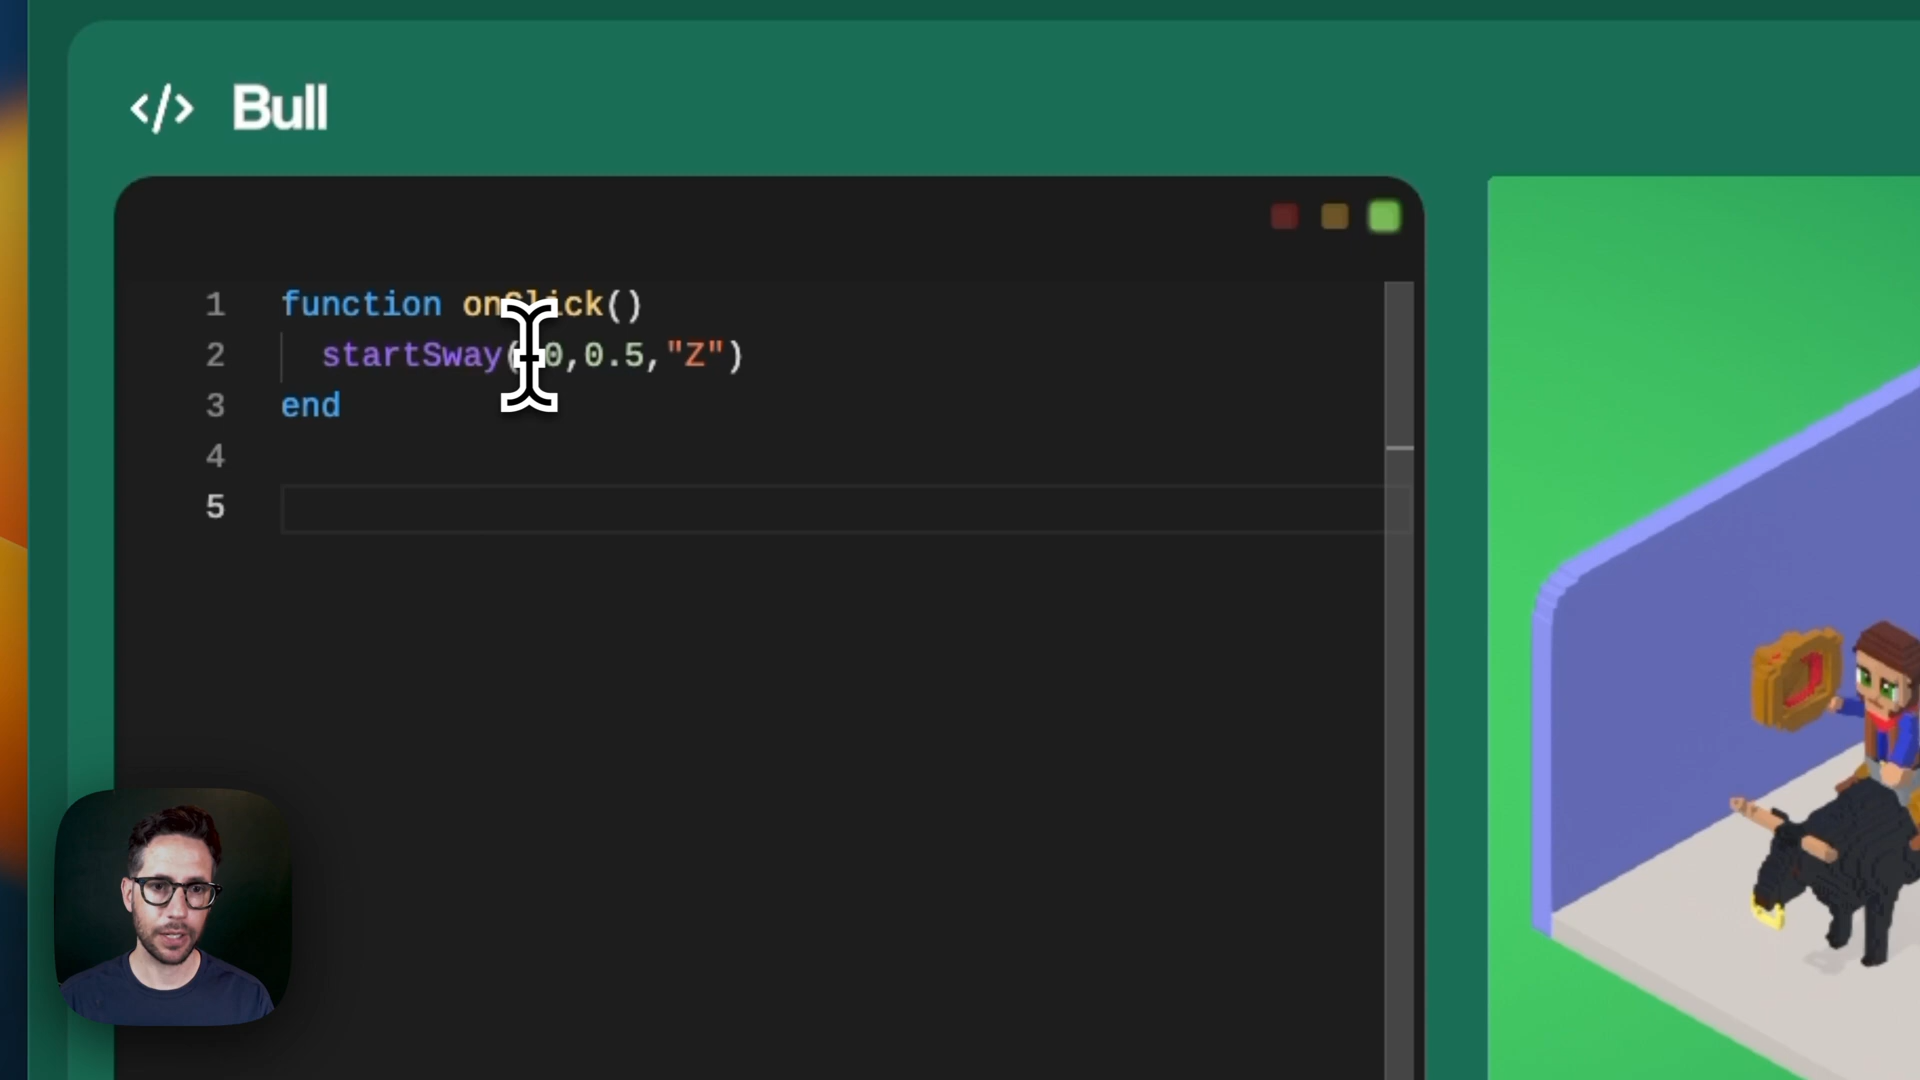 </> Bull
1 function onClick()
2 startSway( 0,0.5,"Z")
3 end
4
5